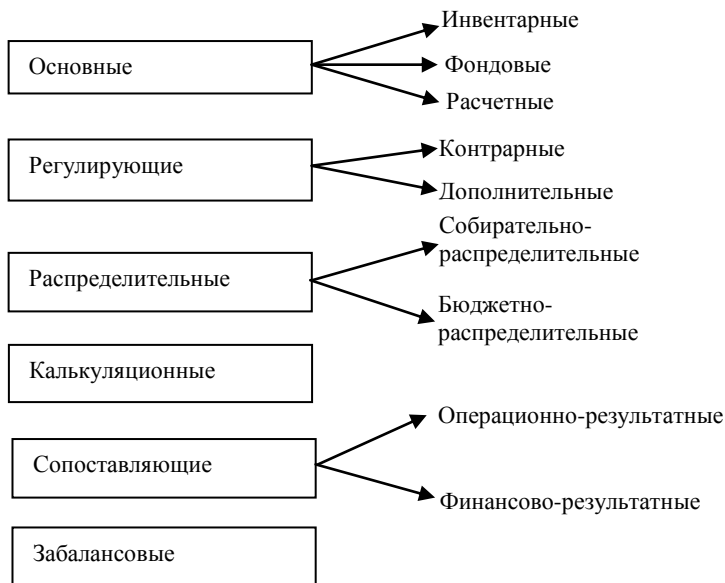 Основные
Инвентарные
Фондовые
Расчетные
Регулирующие
Контрарные
Дополнительные
Распределительные
Собирательно-
распределительные
Бюджетно-
распределительные
Калькуляционные
Сопоставляющие
Операционно-результатные
Финансово-результатные
Забалансовые